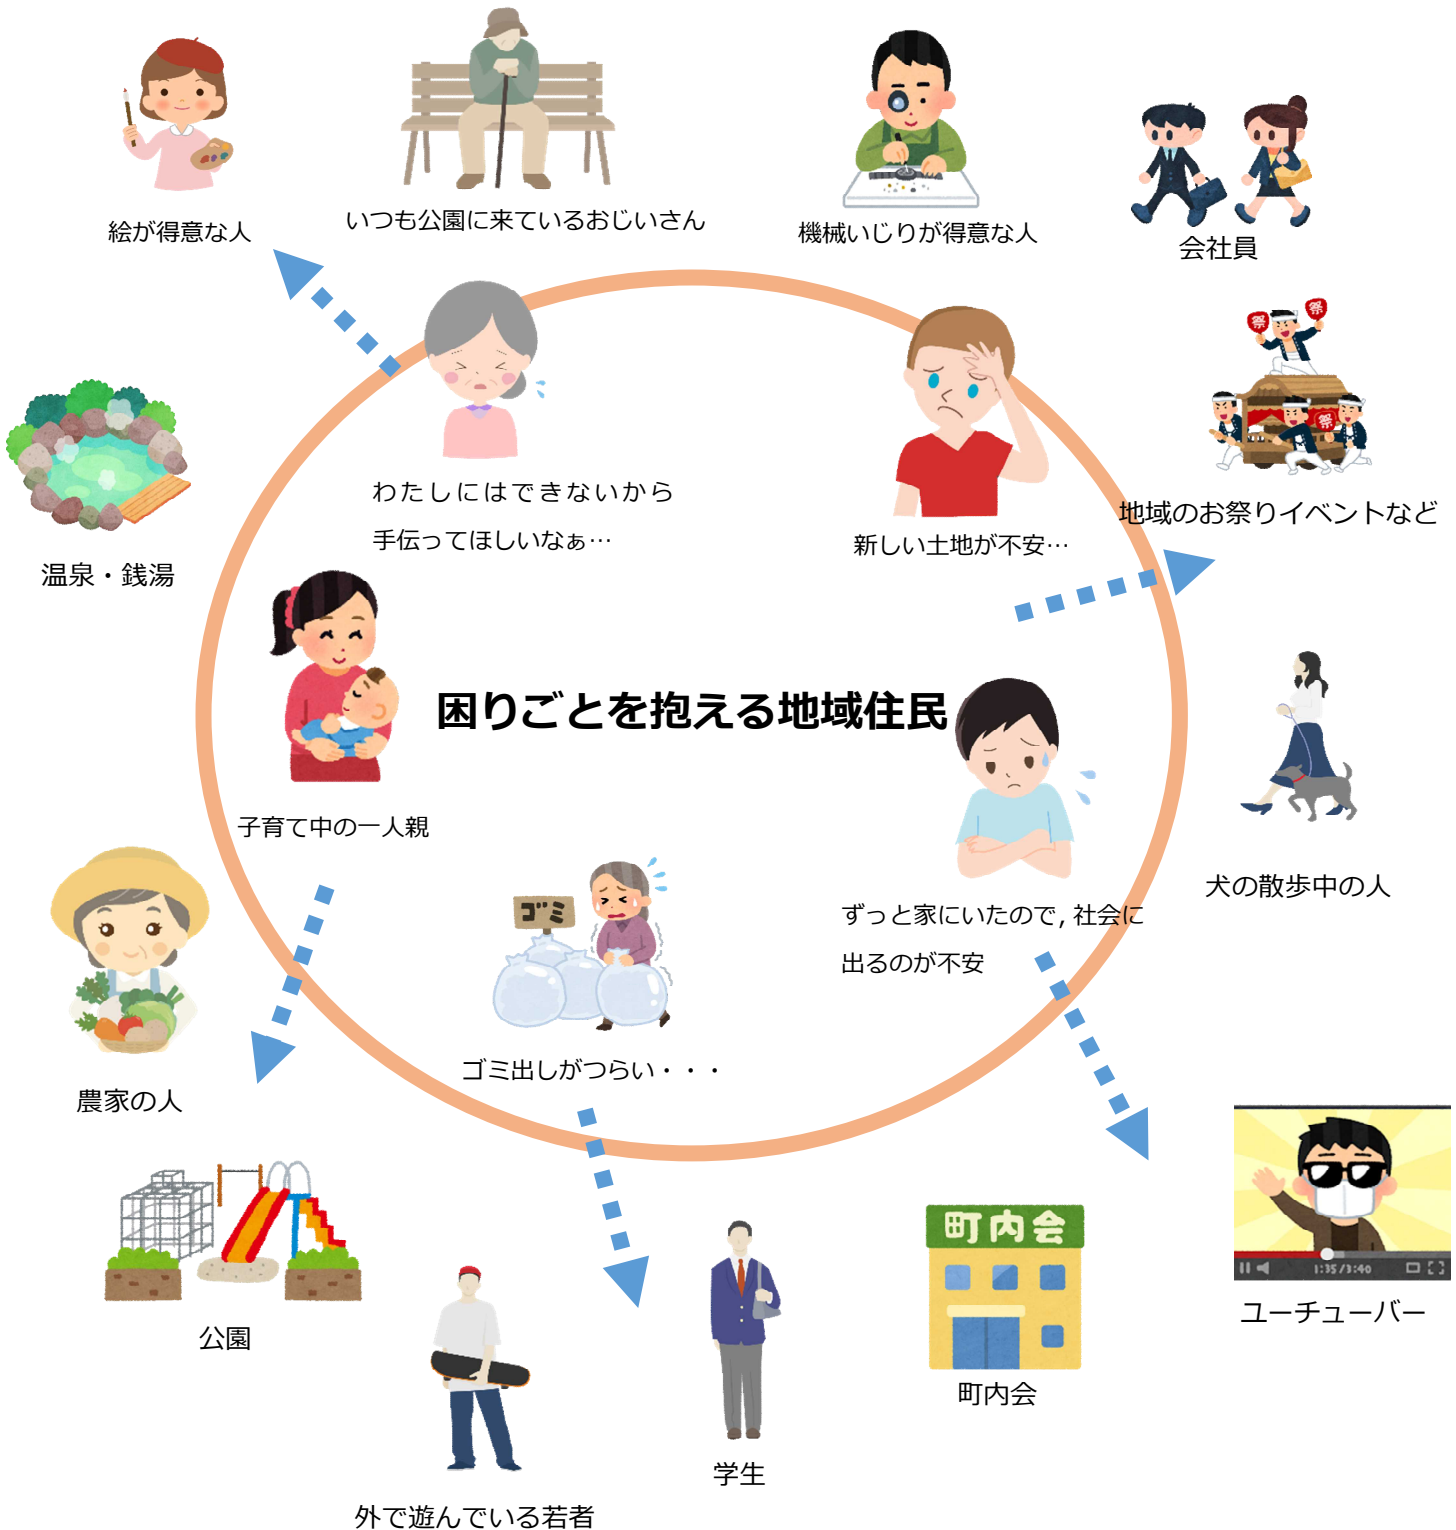 絵が得意な人
いつも公園に来ているおじいさん
機械いじりが得意な人
会社員
祭
祭
祭
地域のお祭りイベントなど
温泉・銭湯
わたしにはできないから
手伝ってほしいなぁ…
新しい土地が不安…
困りごとを抱える地域住民
子育て中の一人親
犬の散歩中の人
ゴミ
ずっと家にいたので, 社会に
出るのが不安
ゴミ出しがつらい・・・
農家の人
町内会
1:35/3:40
ユーチューバー
公園
町内会
学生
外で遊んでいる若者